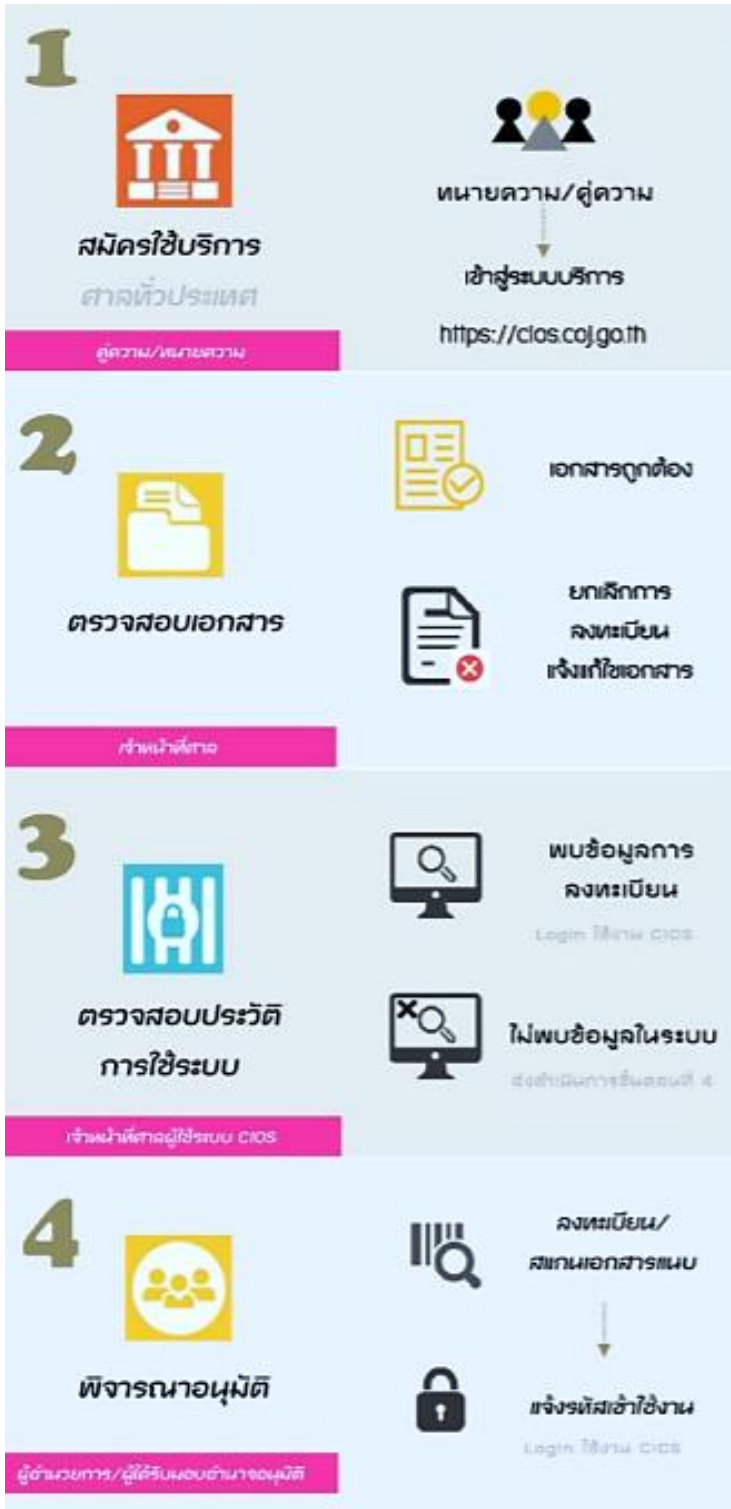 1
สมัครใช้บริการ
ศาลทั่วประเทศ
คู่ความ/ทนายความ
ทนายความ/คู่ความ
เข้าสู่ระบบบริการ
https://cios.coj.go.th
2
ตรวจสอบเอกสาร
เจ้าหน้าที่ศาล
เอกสารถูกต้อง
ยกเลิกการ
ลงทะเบียน
แจ้งแก้ไขเอกสาร
3
ตรวจสอบประวัติ
การใช้ระบบ
เจ้าหน้าที่ศาลผู้ใช้ระบบ CIOS
พบข้อมูลการ
ลงทะเบียน
Login ใช้งาน CIOS
ไม่พบข้อมูลในระบบ
ส่งดำเนินการขั้นตอนที่ 4
4
พิจารณาอนุมัติ
ผู้อำนวยการ/ผู้ได้รับมอบอำนาจอนุมัติ
ลงทะเบียน/
สแกนเอกสารแนบ
แจ้งรหัสเข้าใช้งาน
Login ใช้งาน CIOS